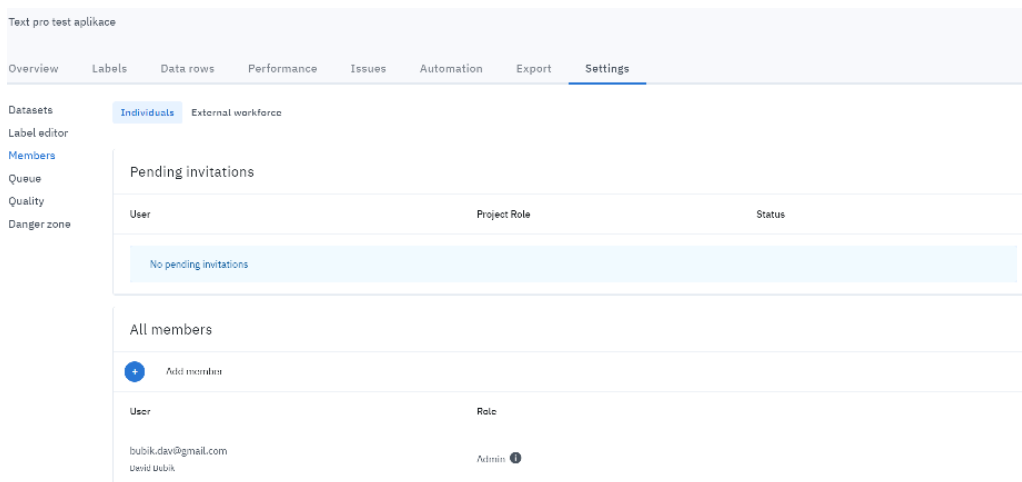 Text pro test aplikace
Overview Labels Data rows Performance Issues Automation Export Settings
Datasets
Label editor
Members
Queue
Quality
Danger zone
Individuals External workforce
Pending invitations
User Project Role Status
No pending invitations
All members
+ Add member
User Role
bubik.dav@gmail.com
David Bubik
Admin